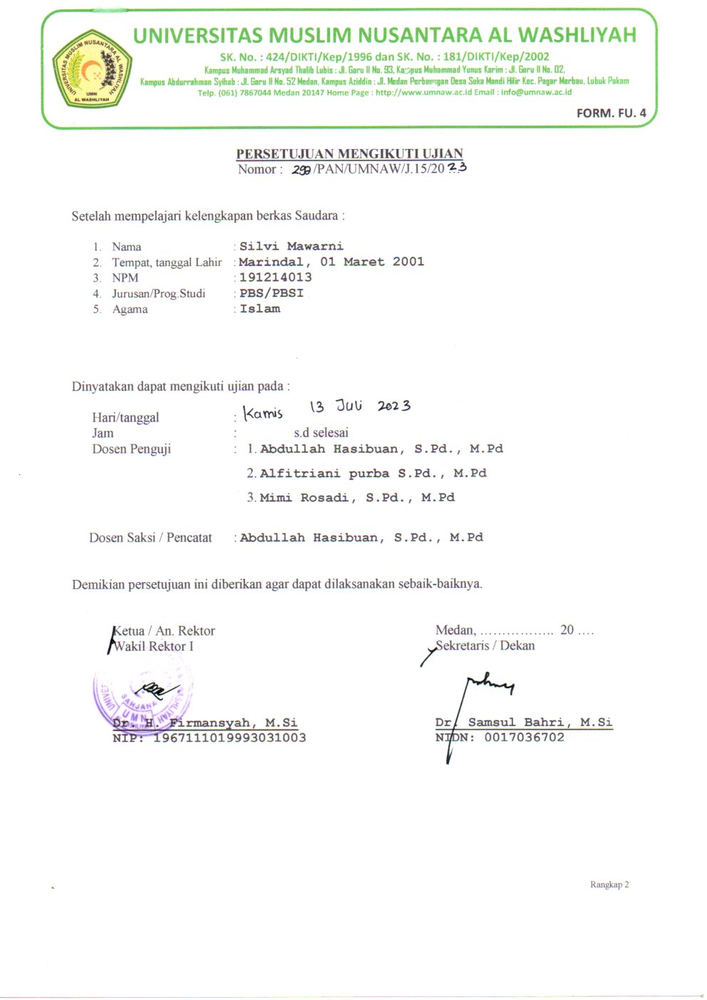 UNIVERSITAS MUSLIM NUSANTARA AL WASHLIYAH
SK. No. : 424/DIKTI/Kep/1996 dan SK. No. : 181/DIKTI/Kep/2002
Kampus Muhammad Arsyad Thalib Lubis : Jl. Garu II No. 93, Kampus Muhammad Yunus Karim : Jl. Garu II No. 02,
Kampus Abdurrahman Syihab : Jl. Garu II No. 52 Medan, Kampus Aziddin : Jl. Medan Perbaengan Desa Suka Mandi Hilir Kec. Pagar Merbau, Lubuk Pakam
Telp. (061) 7867044 Medan 20147 Home Page : http://www.umnaw.ac.id Email : info@umnaw.ac.id
UNIVERSITAS MUSLIM NUSANTARA AL WASHLIYAH
UMN
AL WASHLIYAH
FORM. FU. 4
PERSETUJUAN MENGIKUTI UJIAN
Nomor : 290/PAN/UMNAW/J.15/2023
Setelah mempelajari kelengkapan berkas Saudara :
1. Nama : Silvi Mawarni
2. Tempat, tanggal Lahir : Marindal, 01 Maret 2001
3. NPM : 191214013
4. Jurusan/Prog.Studi : PBS/PBSI
5. Agama : Islam
Dinyatakan dapat mengikuti ujian pada :
Hari/tanggal : Kamis 13 Juli 2023
Jam : s.d selesai
Dosen Penguji : 1. Abdullah Hasibuan, S.Pd., M.Pd
2. Alfitriani purba S.Pd., M.Pd
3. Mimi Rosadi, S.Pd., M.Pd
Dosen Saksi / Pencatat : Abdullah Hasibuan, S.Pd., M.Pd
Demikian persetujuan ini diberikan agar dapat dilaksanakan sebaik-baiknya.
Ketua / An. Rektor
Wakil Rektor I
Medan, ................. 20 ....
Sekretaris / Dekan
SARJANA
UMN
Dr. H. Firmansyah, M.Si
NIP: 1967111019993031003
Dr. Samsul Bahri, M.Si
NIDN: 0017036702
Rangkap 2